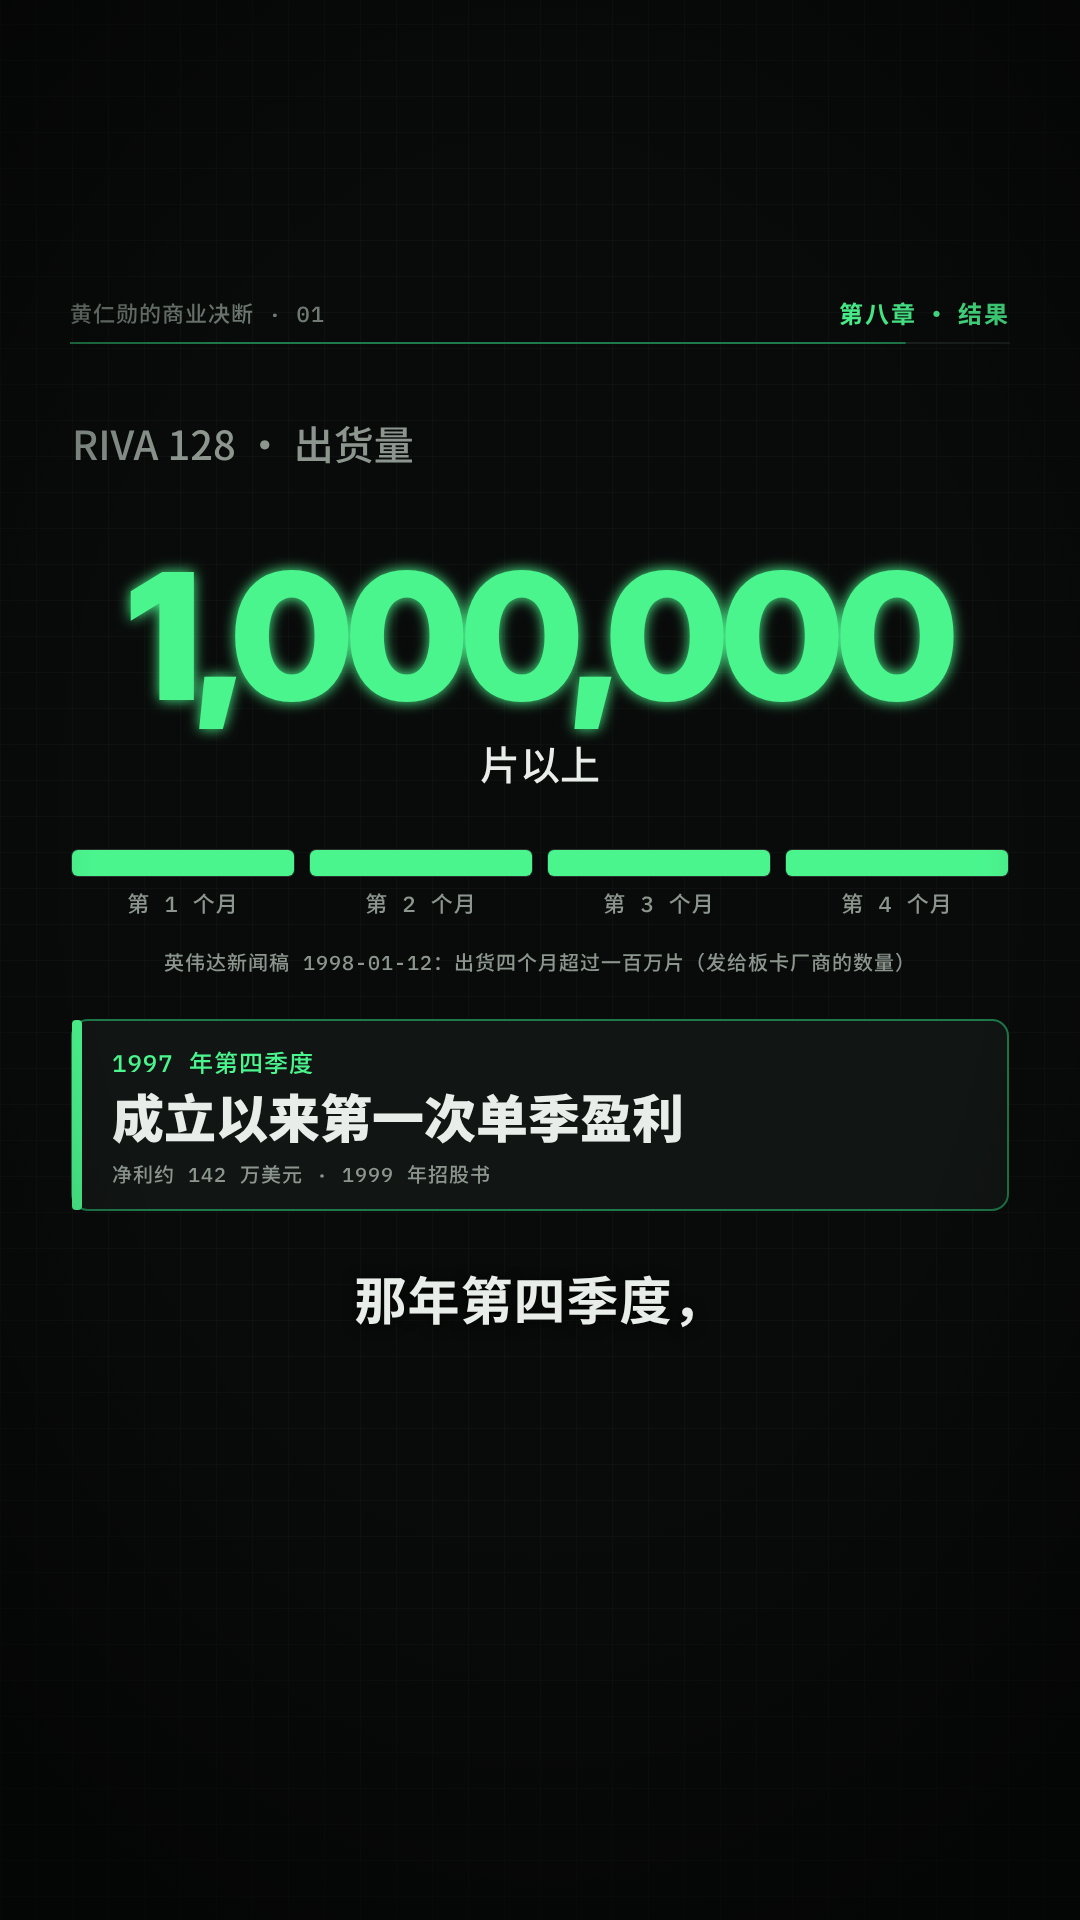 黄仁勋的商业决断 · 01
第八章 · 结果
RIVA 128 · 出货量
1,000,000
片以上
第 1 个月
第 2 个月
第 3 个月
第 4 个月
英伟达新闻稿 1998-01-12：出货四个月超过一百万片（发给板卡厂商的数量）
1997 年第四季度
成立以来第一次单季盈利
净利约 142 万美元 · 1999 年招股书
那年第四季度，